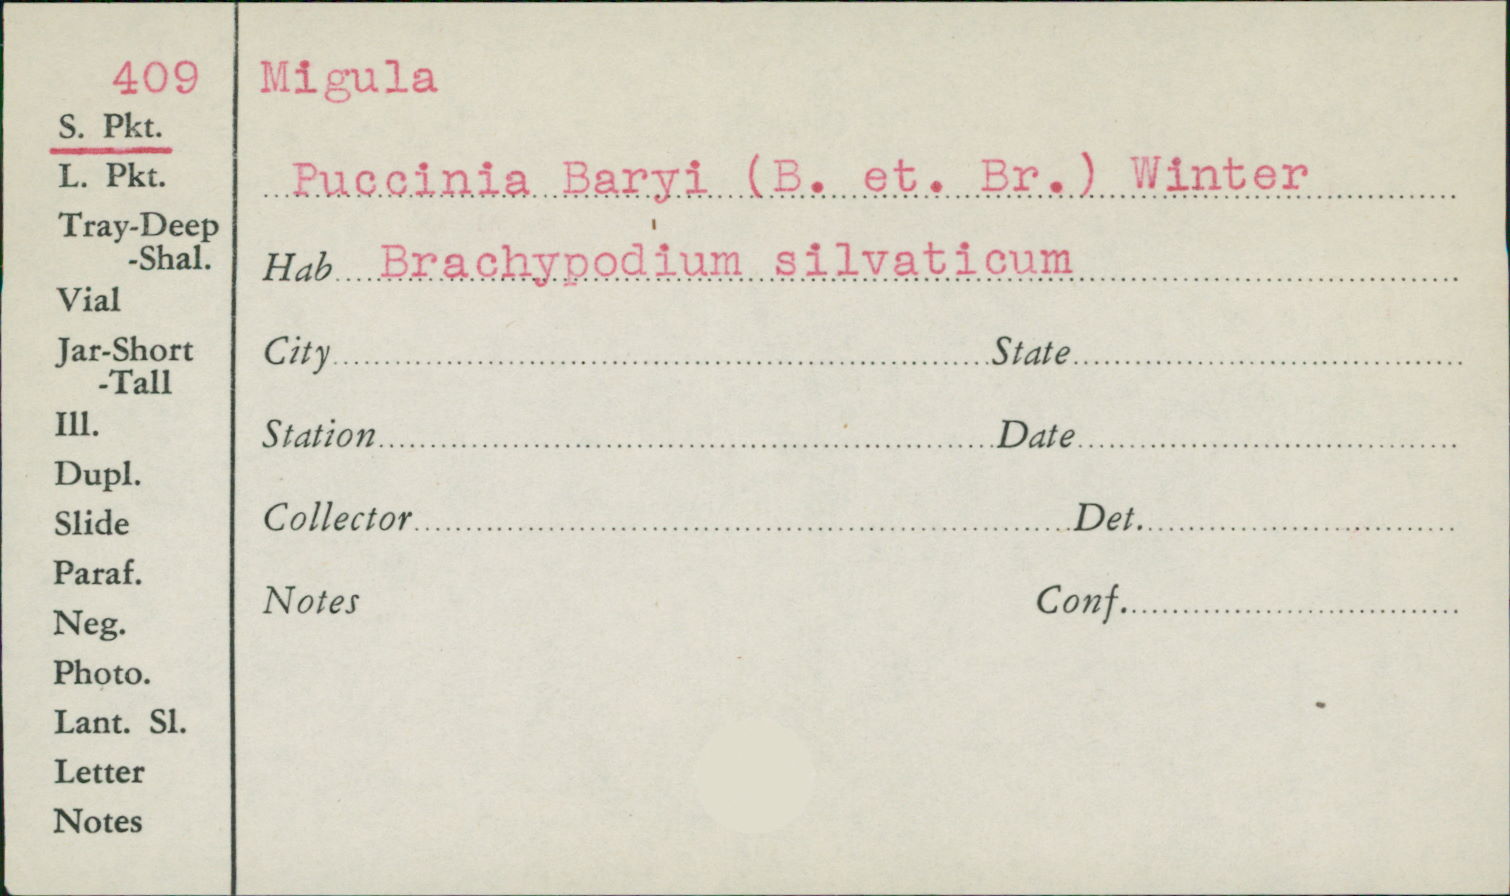 409
S. Pkt.
L. Pkt.
Tray-Deep
-Shal.
Vial
Jar-Short
-Tall
Ill.
Dupl.
Slide
Paraf.
Neg.
Photo.
Lant. Sl.
Letter
Notes
Migula
Puccinia Baryi (B. et. Br.) Winter
Hab Brachypodium silvaticum
City State
Station Date
Collector Det.
Notes Conf.